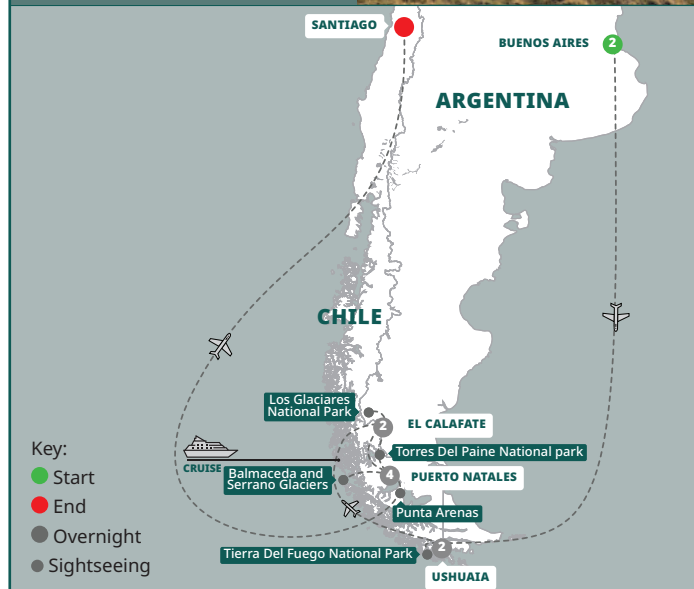 SANTIAGO
BUENOS AIRES
2
ARGENTINA
CHILE
Los Glaciares
National Park
2
EL CALAFATE
Torres Del Paine National park
CRUISE
Balmaceda and
Serrano Glaciers
4
PUERTO NATALES
Punta Arenas
Tierra Del Fuego National Park
2
USHUAIA
Key:
Start
End
Overnight
Sightseeing